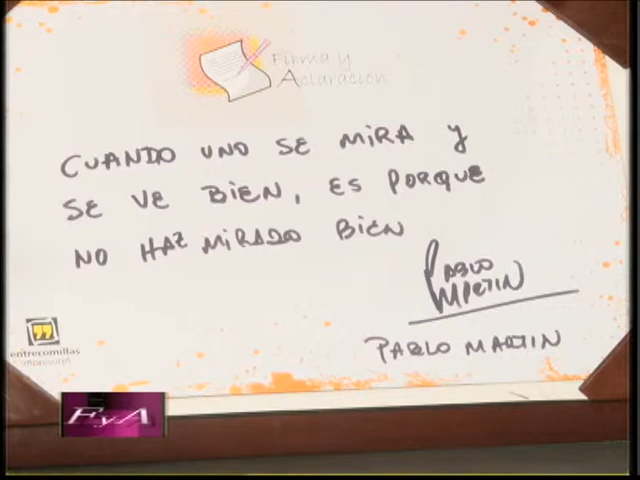 Firma y
Aclaración
CUANDO UNO SE MIRA Y
SE VE BIEN, ES PORQUE
NO HAZ MIRADO BIEN
PABLO
MARTIN
PABLO MARTIN
entrecomillas
impresores
FyA